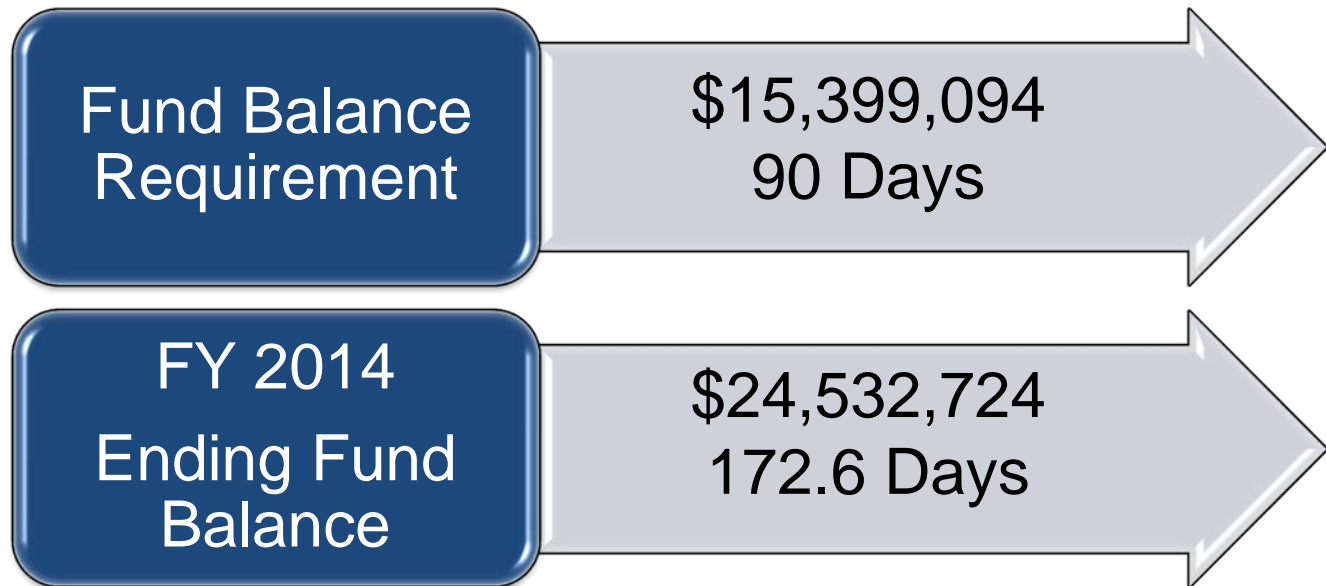 Fund Balance
Requirement
$15,399,094
90 Days
FY 2014
Ending Fund
Balance
$24,532,724
172.6 Days